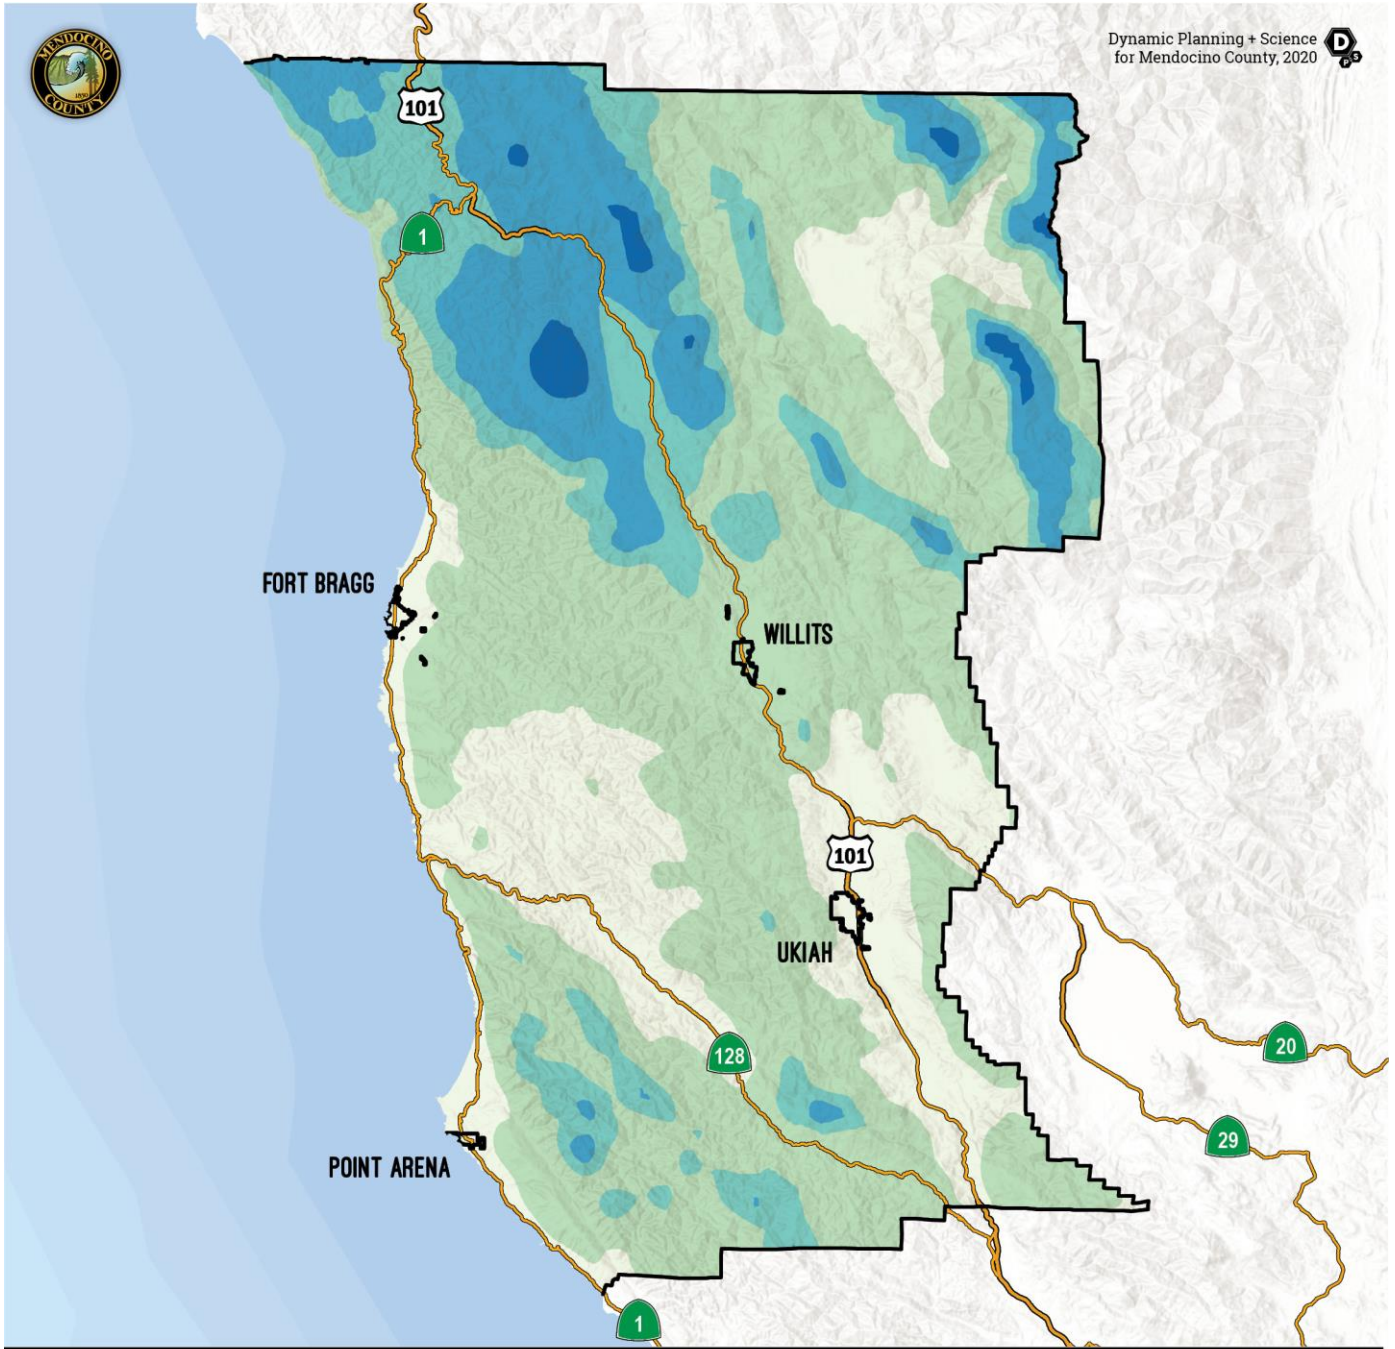 MENDOCINO
COUNTY
1850
Dynamic Planning + Science
for Mendocino County, 2020
D
P S
101
1
FORT BRAGG
WILLITS
101
UKIAH
128
20
POINT ARENA
29
1